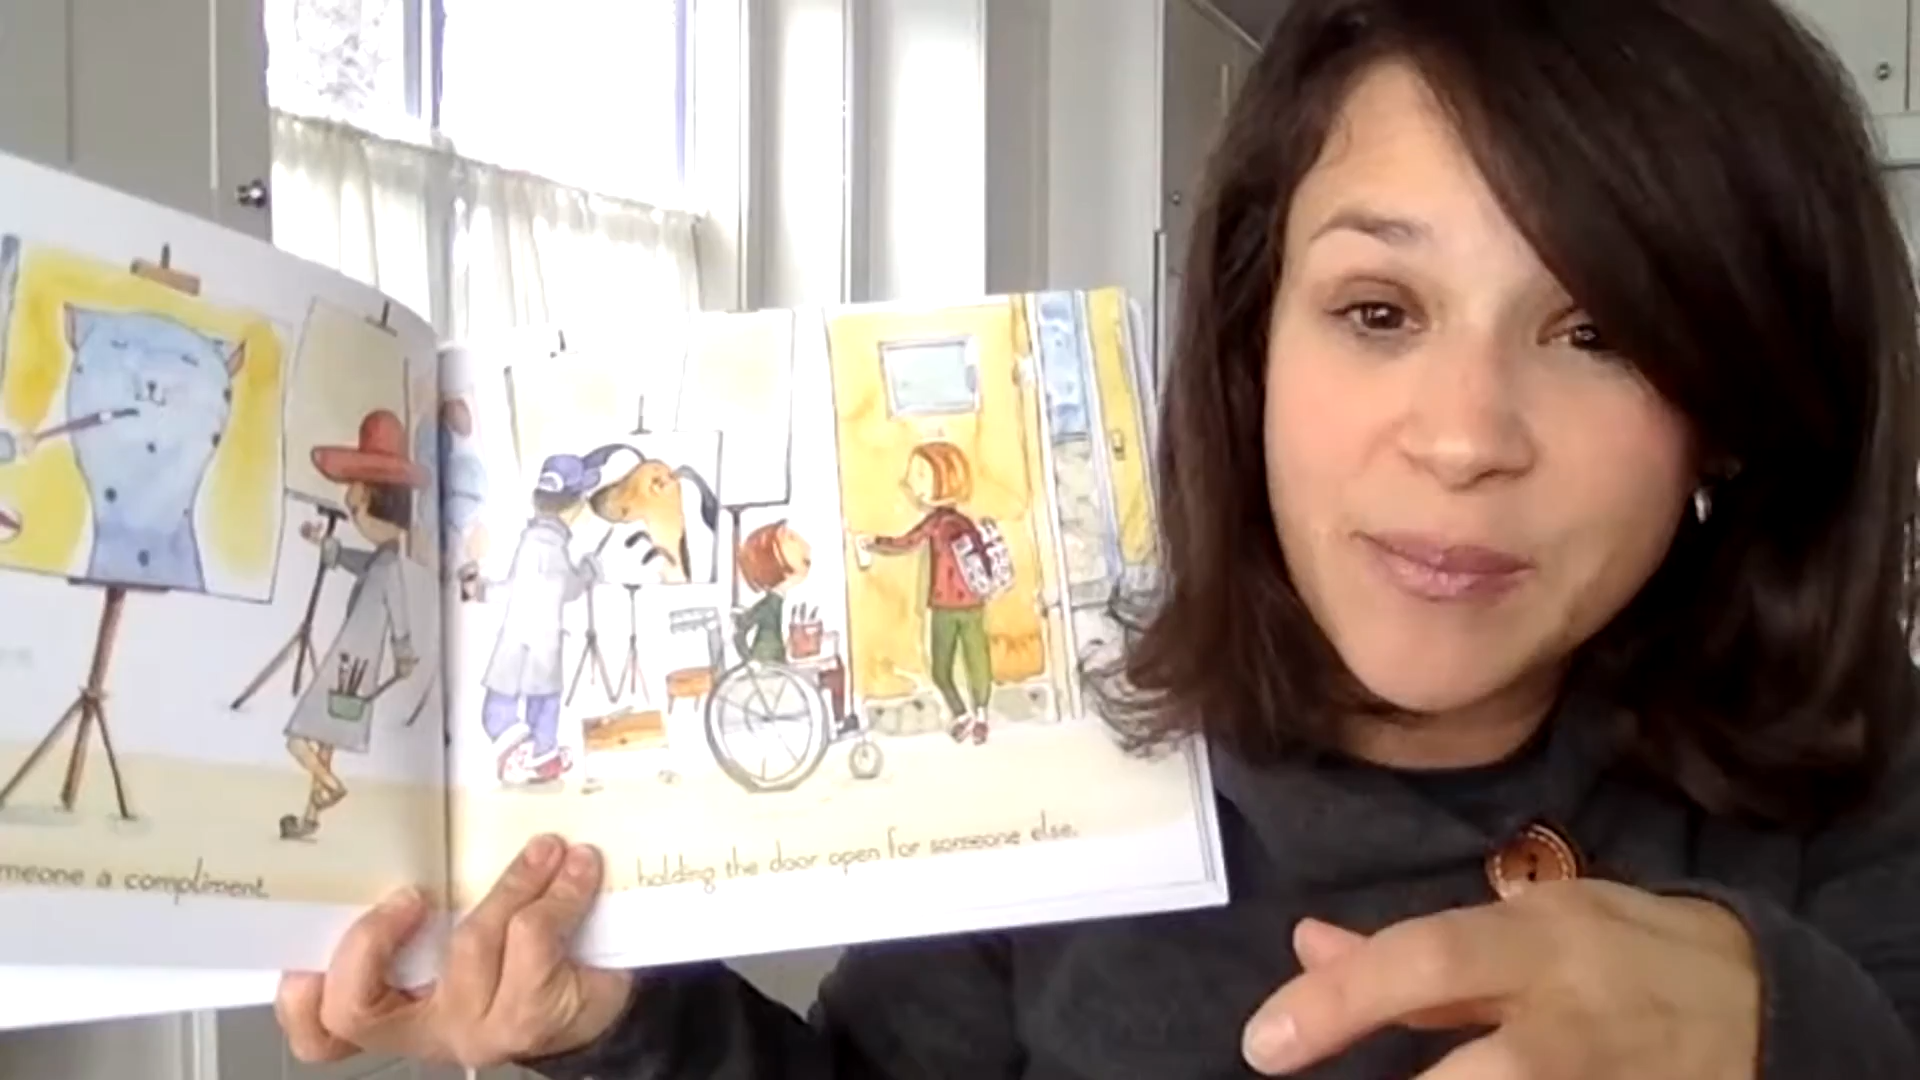 meone a compliment.
...holding the door open for someone else.